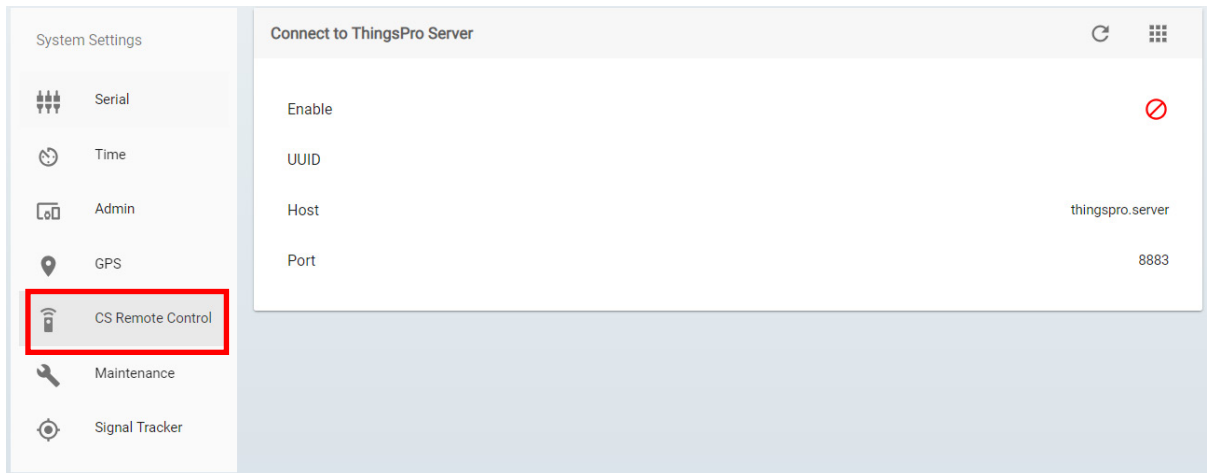 System Settings
Serial
Time
Admin
GPS
CS Remote Control
Maintenance
Signal Tracker
Connect to ThingsPro Server
Enable
UUID
Host thingspro.server
Port 8883